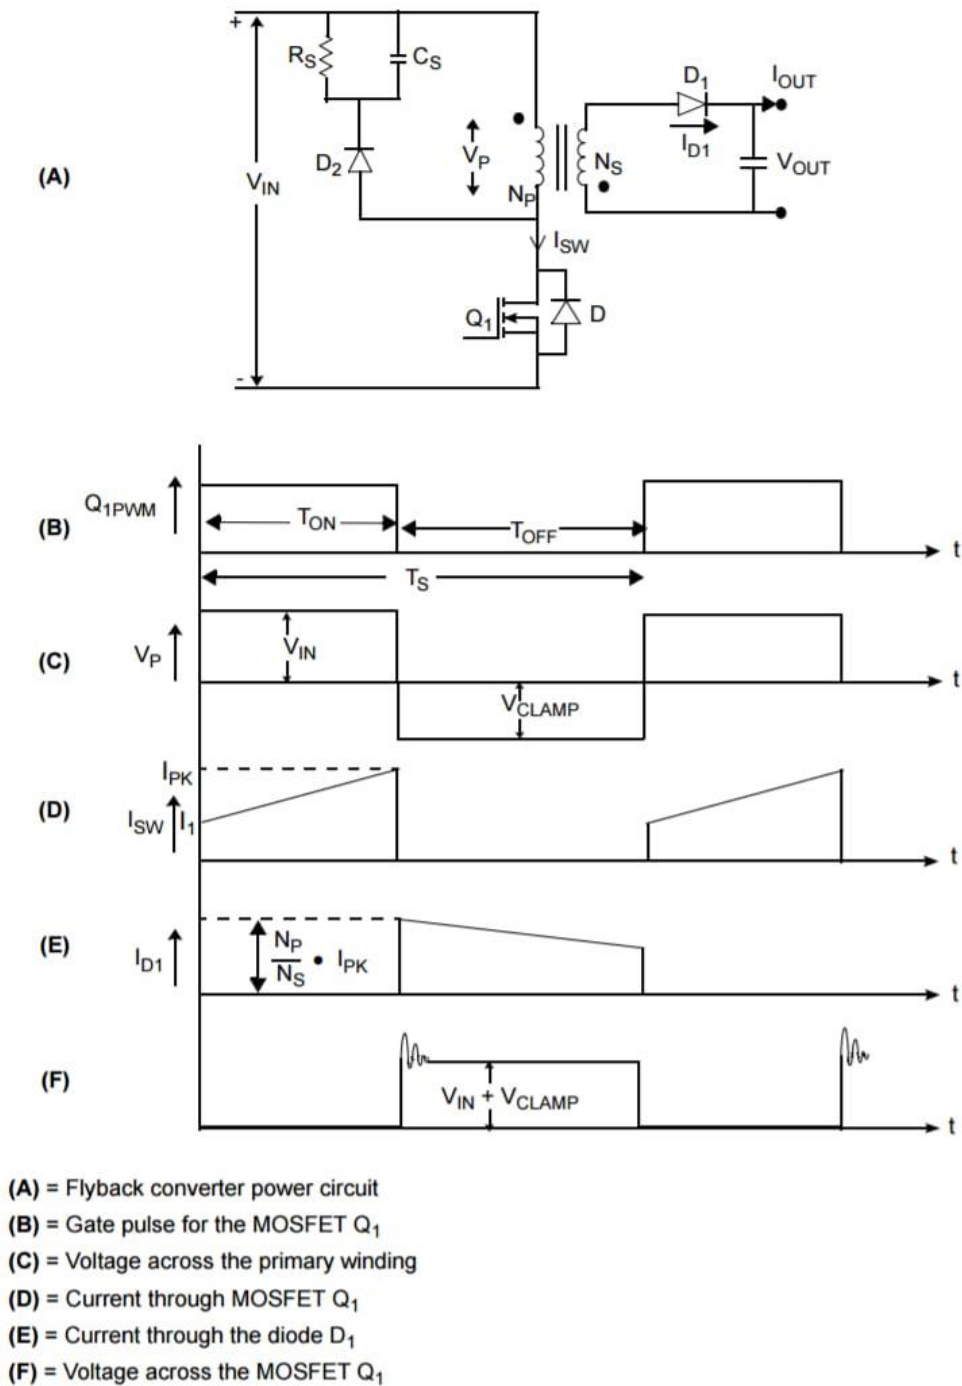 +
R_S
C_S
D_1
I_OUT
(A)
V_IN
D_2
V_P
N_P
N_S
I_D1
V_OUT
I_SW
Q_1
D
-
(B)
Q_1PWM
T_ON
T_OFF
t
T_S
(C)
V_P
V_IN
V_CLAMP
t
(D)
I_PK
I_SW
I_1
t
(E)
I_D1
N_P
N_S
• I_PK
t
(F)
V_IN + V_CLAMP
t
(A) = Flyback converter power circuit
(B) = Gate pulse for the MOSFET Q_1
(C) = Voltage across the primary winding
(D) = Current through MOSFET Q_1
(E) = Current through the diode D_1
(F) = Voltage across the MOSFET Q_1